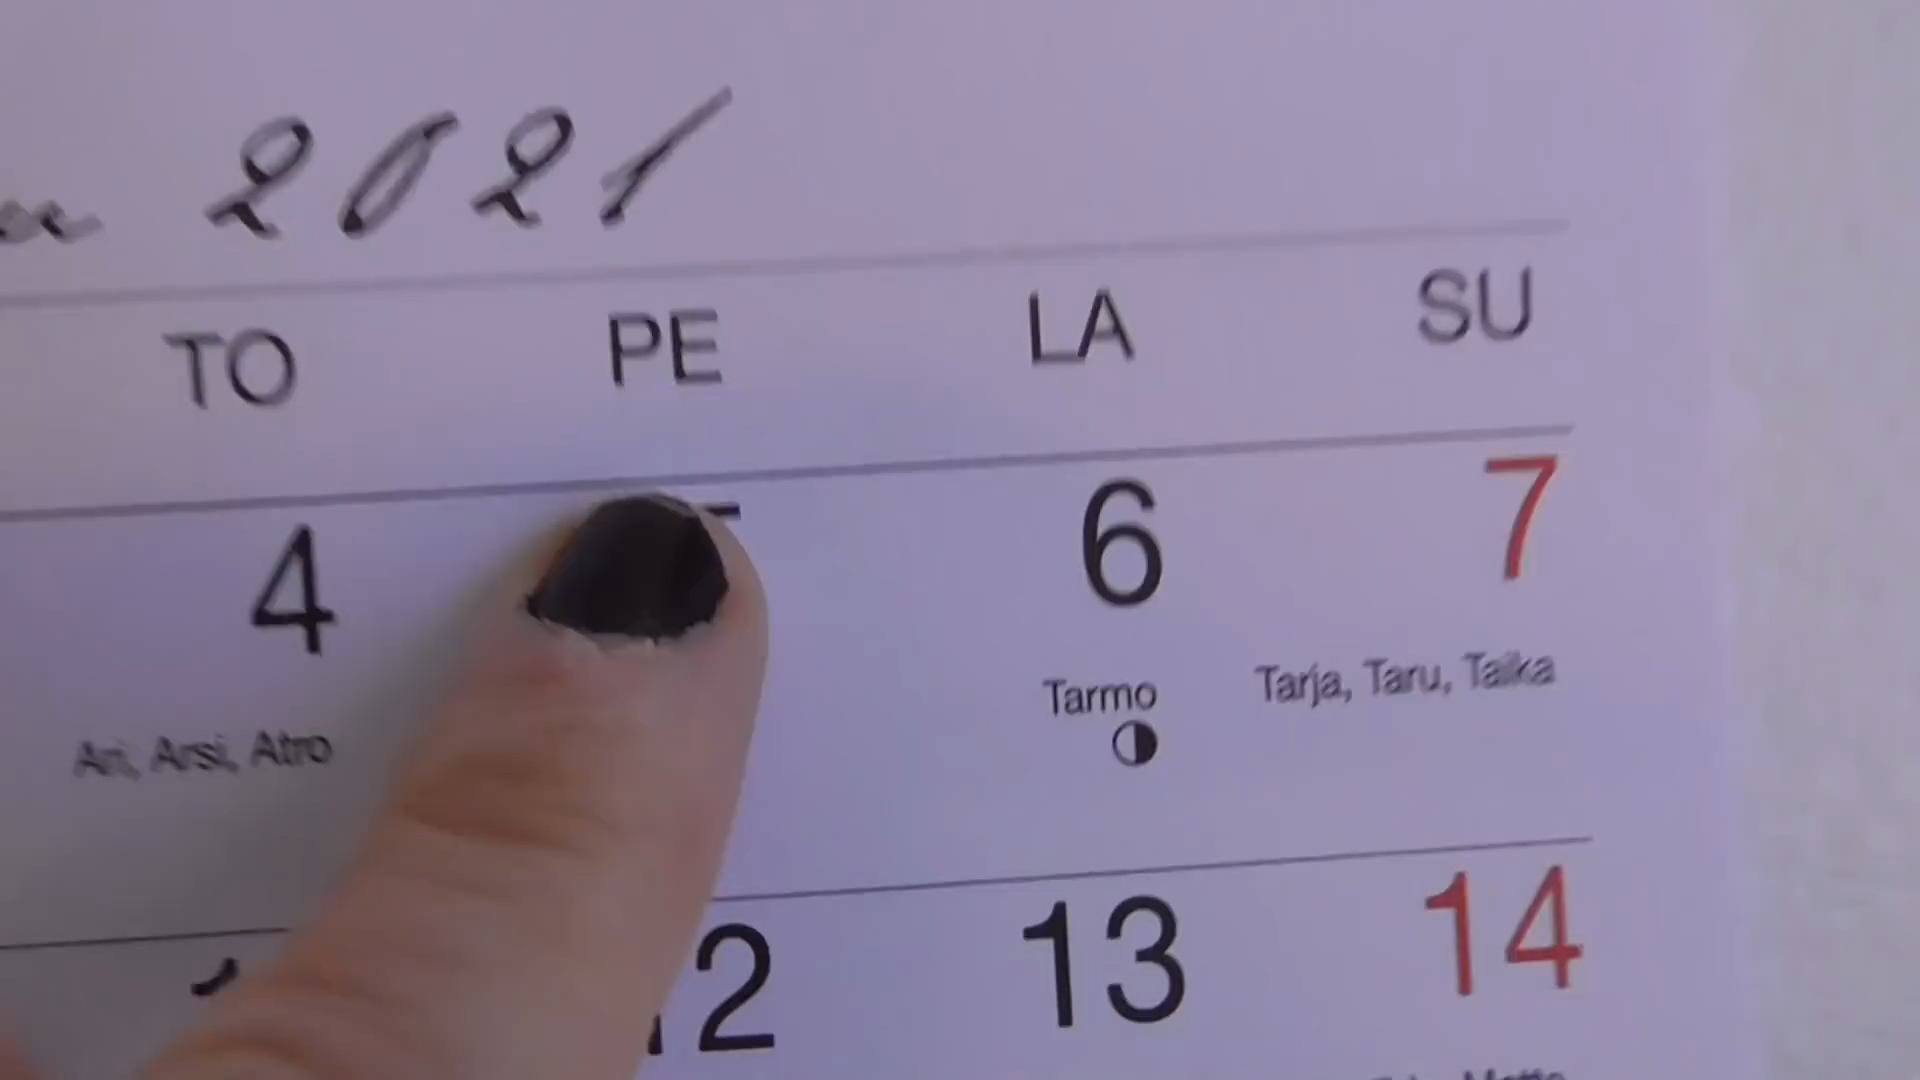 2021
TO PE LA SU
4 6 7
Ari, Arsi, Atro Tarmo Tarja, Taru, Taika
12 13 14